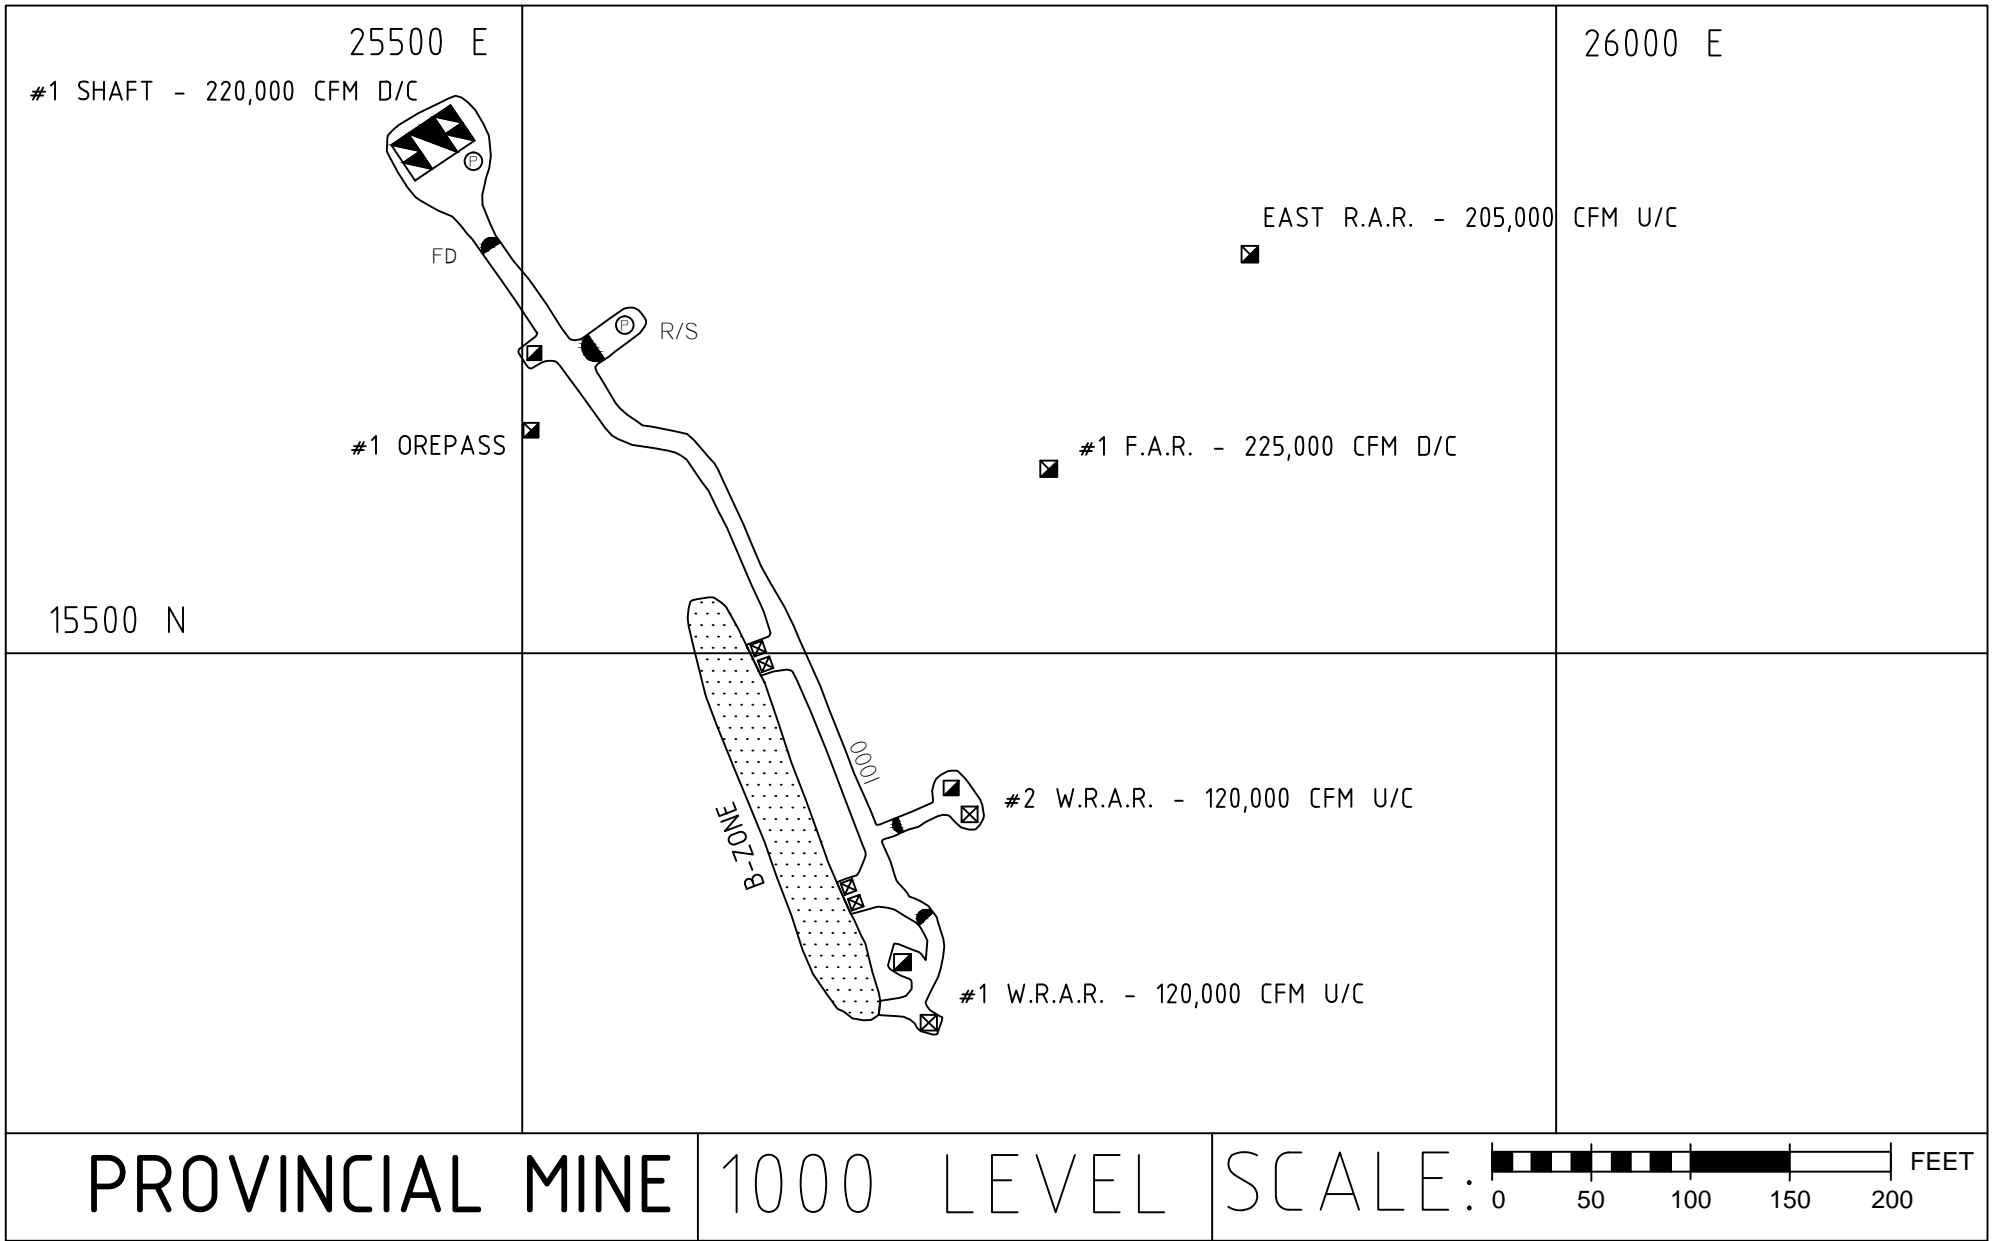 25500 E
26000 E
#1 SHAFT - 220,000 CFM D/C
P
EAST R.A.R. - 205,000 CFM U/C
FD
P
R/S
#1 OREPASS
#1 F.A.R. - 225,000 CFM D/C
15500 N
1000
#2 W.R.A.R. - 120,000 CFM U/C
B-ZONE
#1 W.R.A.R. - 120,000 CFM U/C
PROVINCIAL MINE
1000 LEVEL
SCALE:
FEET
0 50 100 150 200